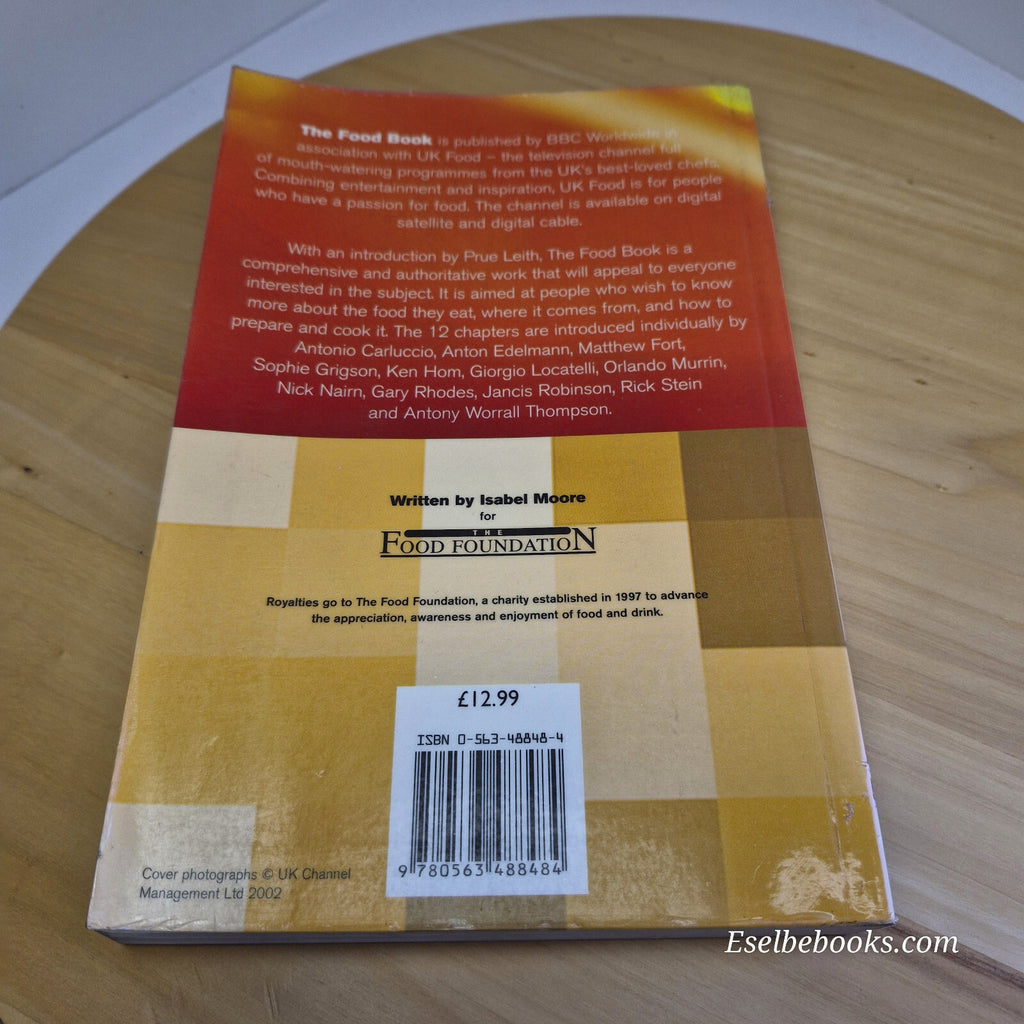 The Food Book is published by BBC Worldwide in
association with UK Food – the television channel full
of mouth-watering programmes from the UK's best-loved chefs.
Combining entertainment and inspiration, UK Food is for people
who have a passion for food. The channel is available on digital
satellite and digital cable.
With an introduction by Prue Leith, The Food Book is a
comprehensive and authoritative work that will appeal to everyone
interested in the subject. It is aimed at people who wish to know
more about the food they eat, where it comes from, and how to
prepare and cook it. The 12 chapters are introduced individually by
Antonio Carluccio, Anton Edelmann, Matthew Fort,
Sophie Grigson, Ken Hom, Giorgio Locatelli, Orlando Murrin,
Nick Nairn, Gary Rhodes, Jancis Robinson, Rick Stein
and Antony Worrall Thompson.
Written by Isabel Moore
for
THE
FOOD FOUNDATION
Royalties go to The Food Foundation, a charity established in 1997 to advance
the appreciation, awareness and enjoyment of food and drink.
£12.99
ISBN 0-563-48848-4
9 780563 488484
Cover photographs © UK Channel
Management Ltd 2002
Eselbebooks.com